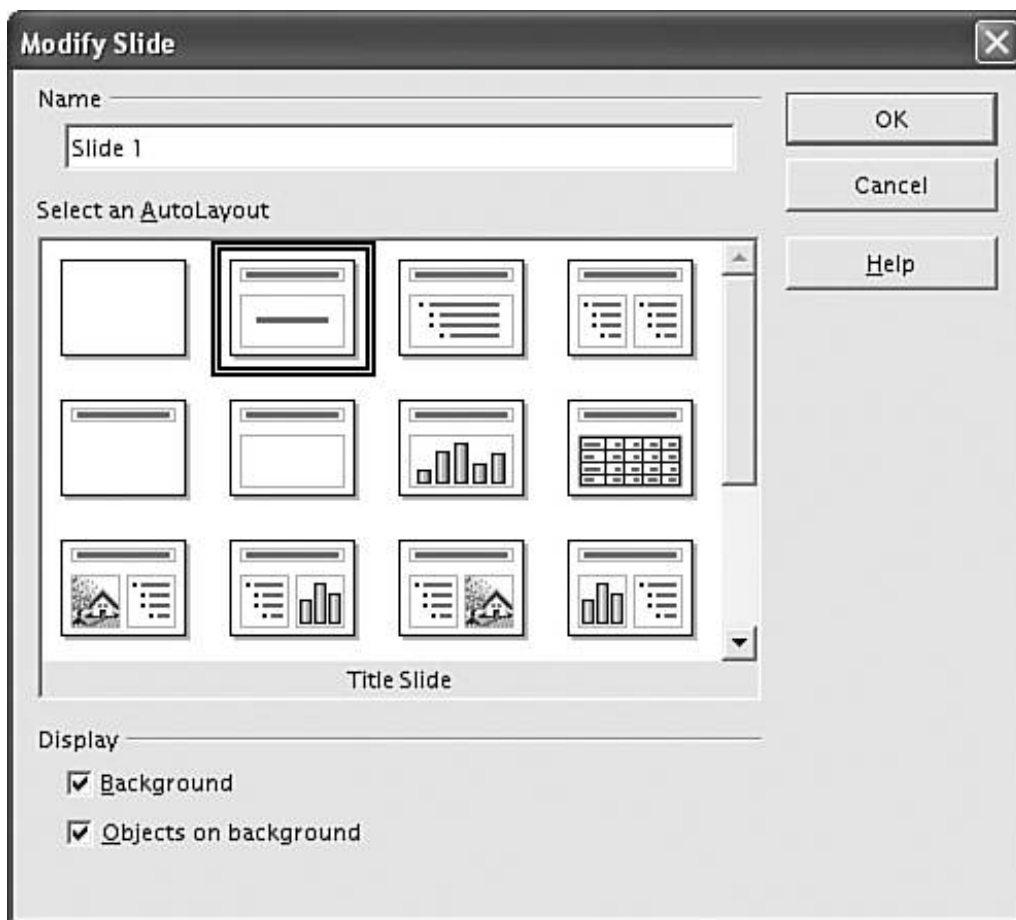 Modify Slide
Name
OK
Slide 1
Cancel
Select an AutoLayout
Help
Title Slide
Display
Background
Objects on background